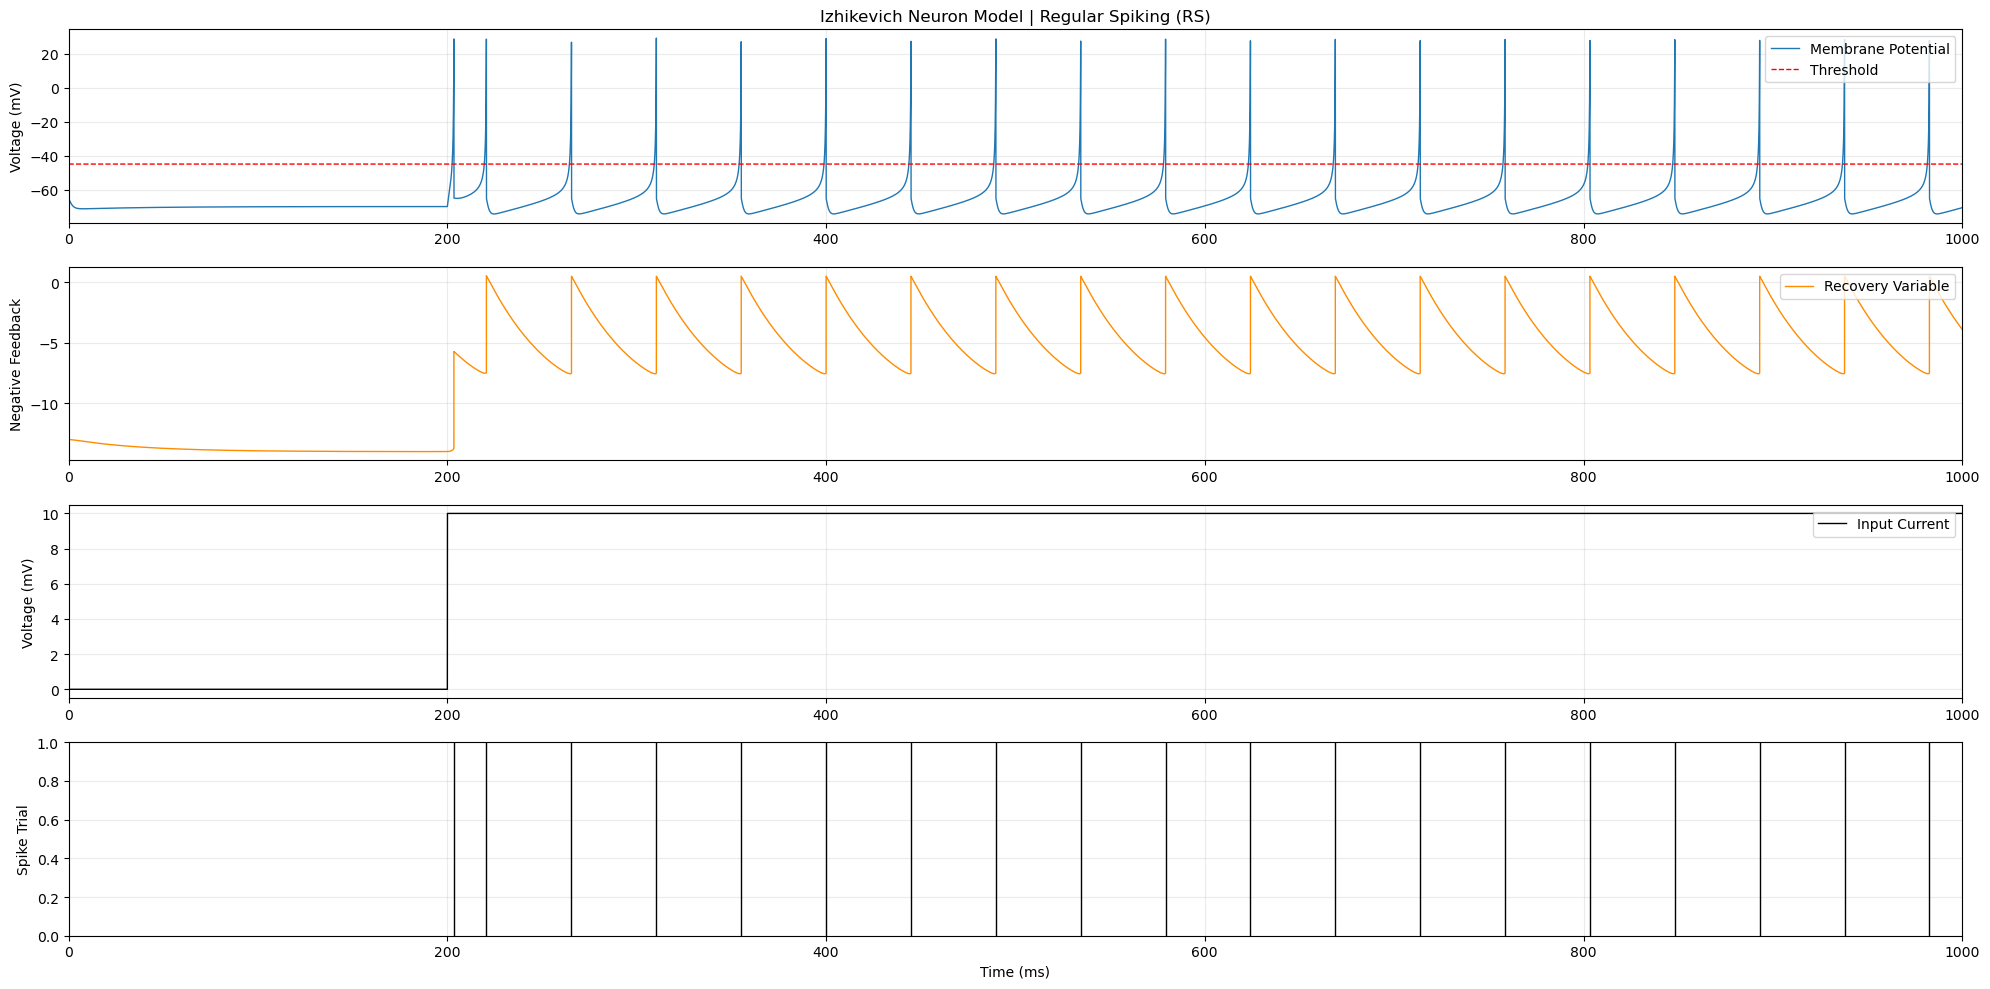 Izhikevich Neuron Model | Regular Spiking (RS)
Voltage (mV)
20
0
−20
−40
−60
Membrane Potential
Threshold
0 200 400 600 800 1000
Negative Feedback
0
−5
−10
Recovery Variable
0 200 400 600 800 1000
Voltage (mV)
10
8
6
4
2
0
Input Current
0 200 400 600 800 1000
Spike Trial
1.0
0.8
0.6
0.4
0.2
0.0
0 200 400 600 800 1000
Time (ms)